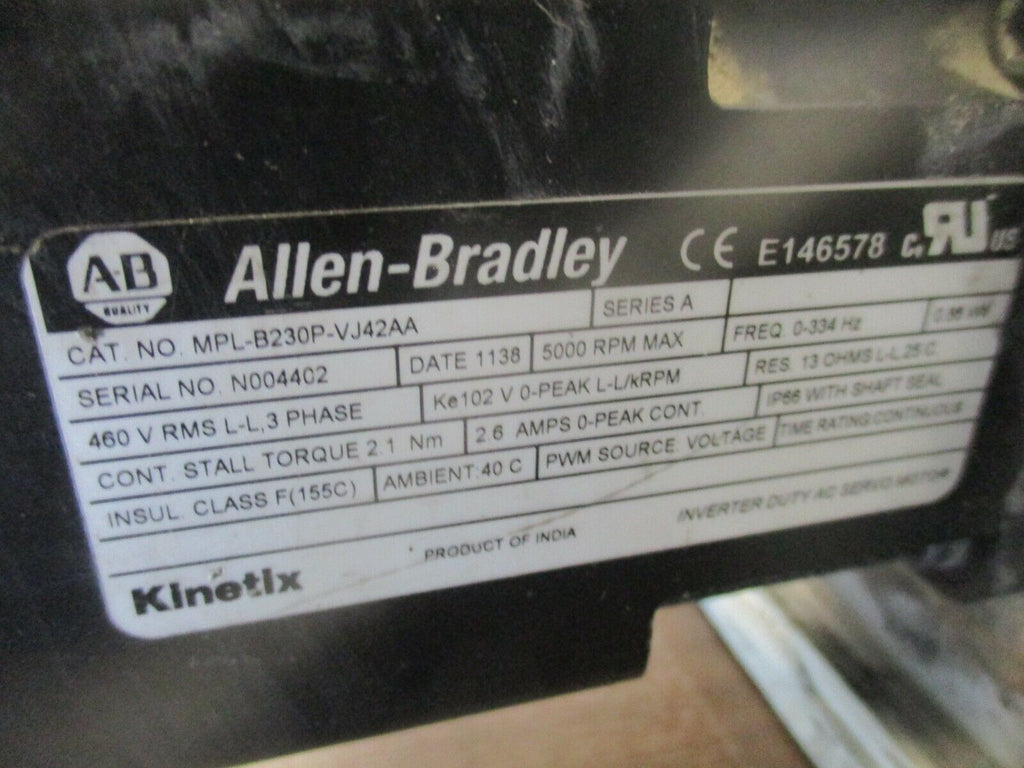 A-B QUALITY Allen-Bradley CE E146578 c RU US
CAT. NO. MPL-B230P-VJ42AA SERIES A
SERIAL NO. N004402 DATE 1138 5000 RPM MAX FREQ. 0-334 Hz kW
460 V RMS L-L,3 PHASE Ke102 V 0-PEAK L-L/kRPM RES. 13 OHMS L-L,25 C.
CONT. STALL TORQUE 2.1 Nm 2.6 AMPS 0-PEAK CONT. IP66 WITH SHAFT SEAL
INSUL. CLASS F(155C) AMBIENT:40 C PWM SOURCE: VOLTAGE TIME RATING:CONTINUOUS
INVERTER DUTY AC SERVO MOTOR
Kinetix PRODUCT OF INDIA